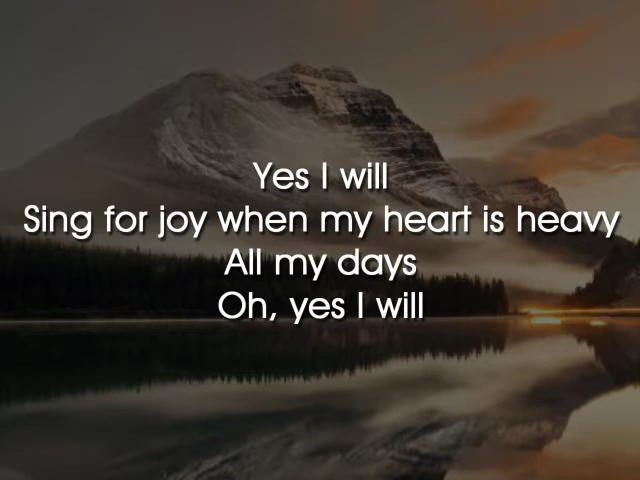 Yes I will
Sing for joy when my heart is heavy
All my days
Oh, yes I will